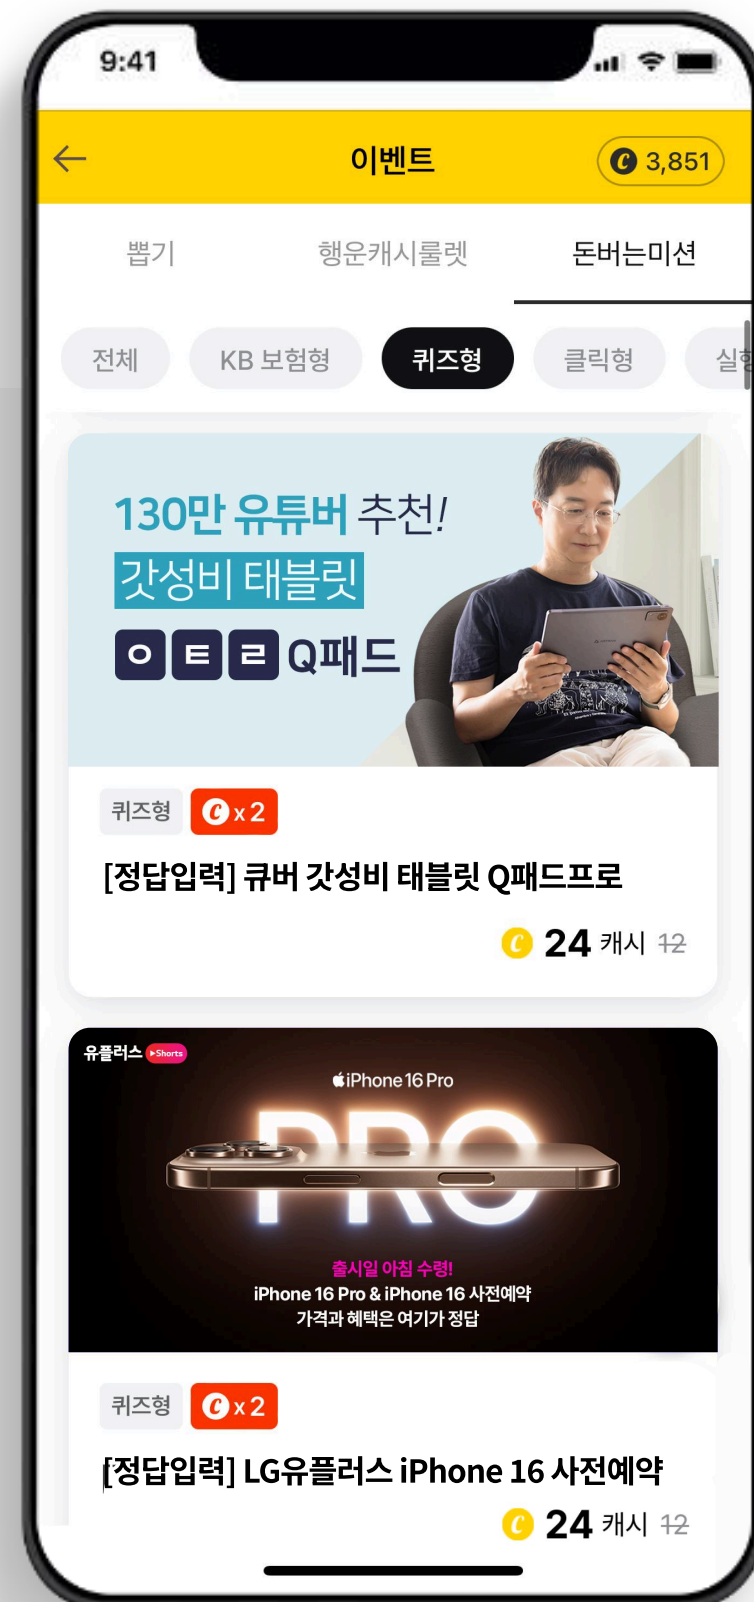 9:41
이벤트
C 3,851
뽑기 행운캐시룰렛 돈버는미션
전체 KB 보험형 퀴즈형 클릭형 실행
130만 유튜버 추천!
갓성비 태블릿
ㅇㅌㄹ Q패드
퀴즈형 C x 2
[정답입력] 큐버 갓성비 태블릿 Q패드프로
C 24 캐시 12
유플러스 Shorts
iPhone 16 Pro
PRO
출시일 아침 수령!
iPhone 16 Pro & iPhone 16 사전예약
가격과 혜택은 여기가 정답
퀴즈형 C x 2
[정답입력] LG유플러스 iPhone 16 사전예약
C 24 캐시 12